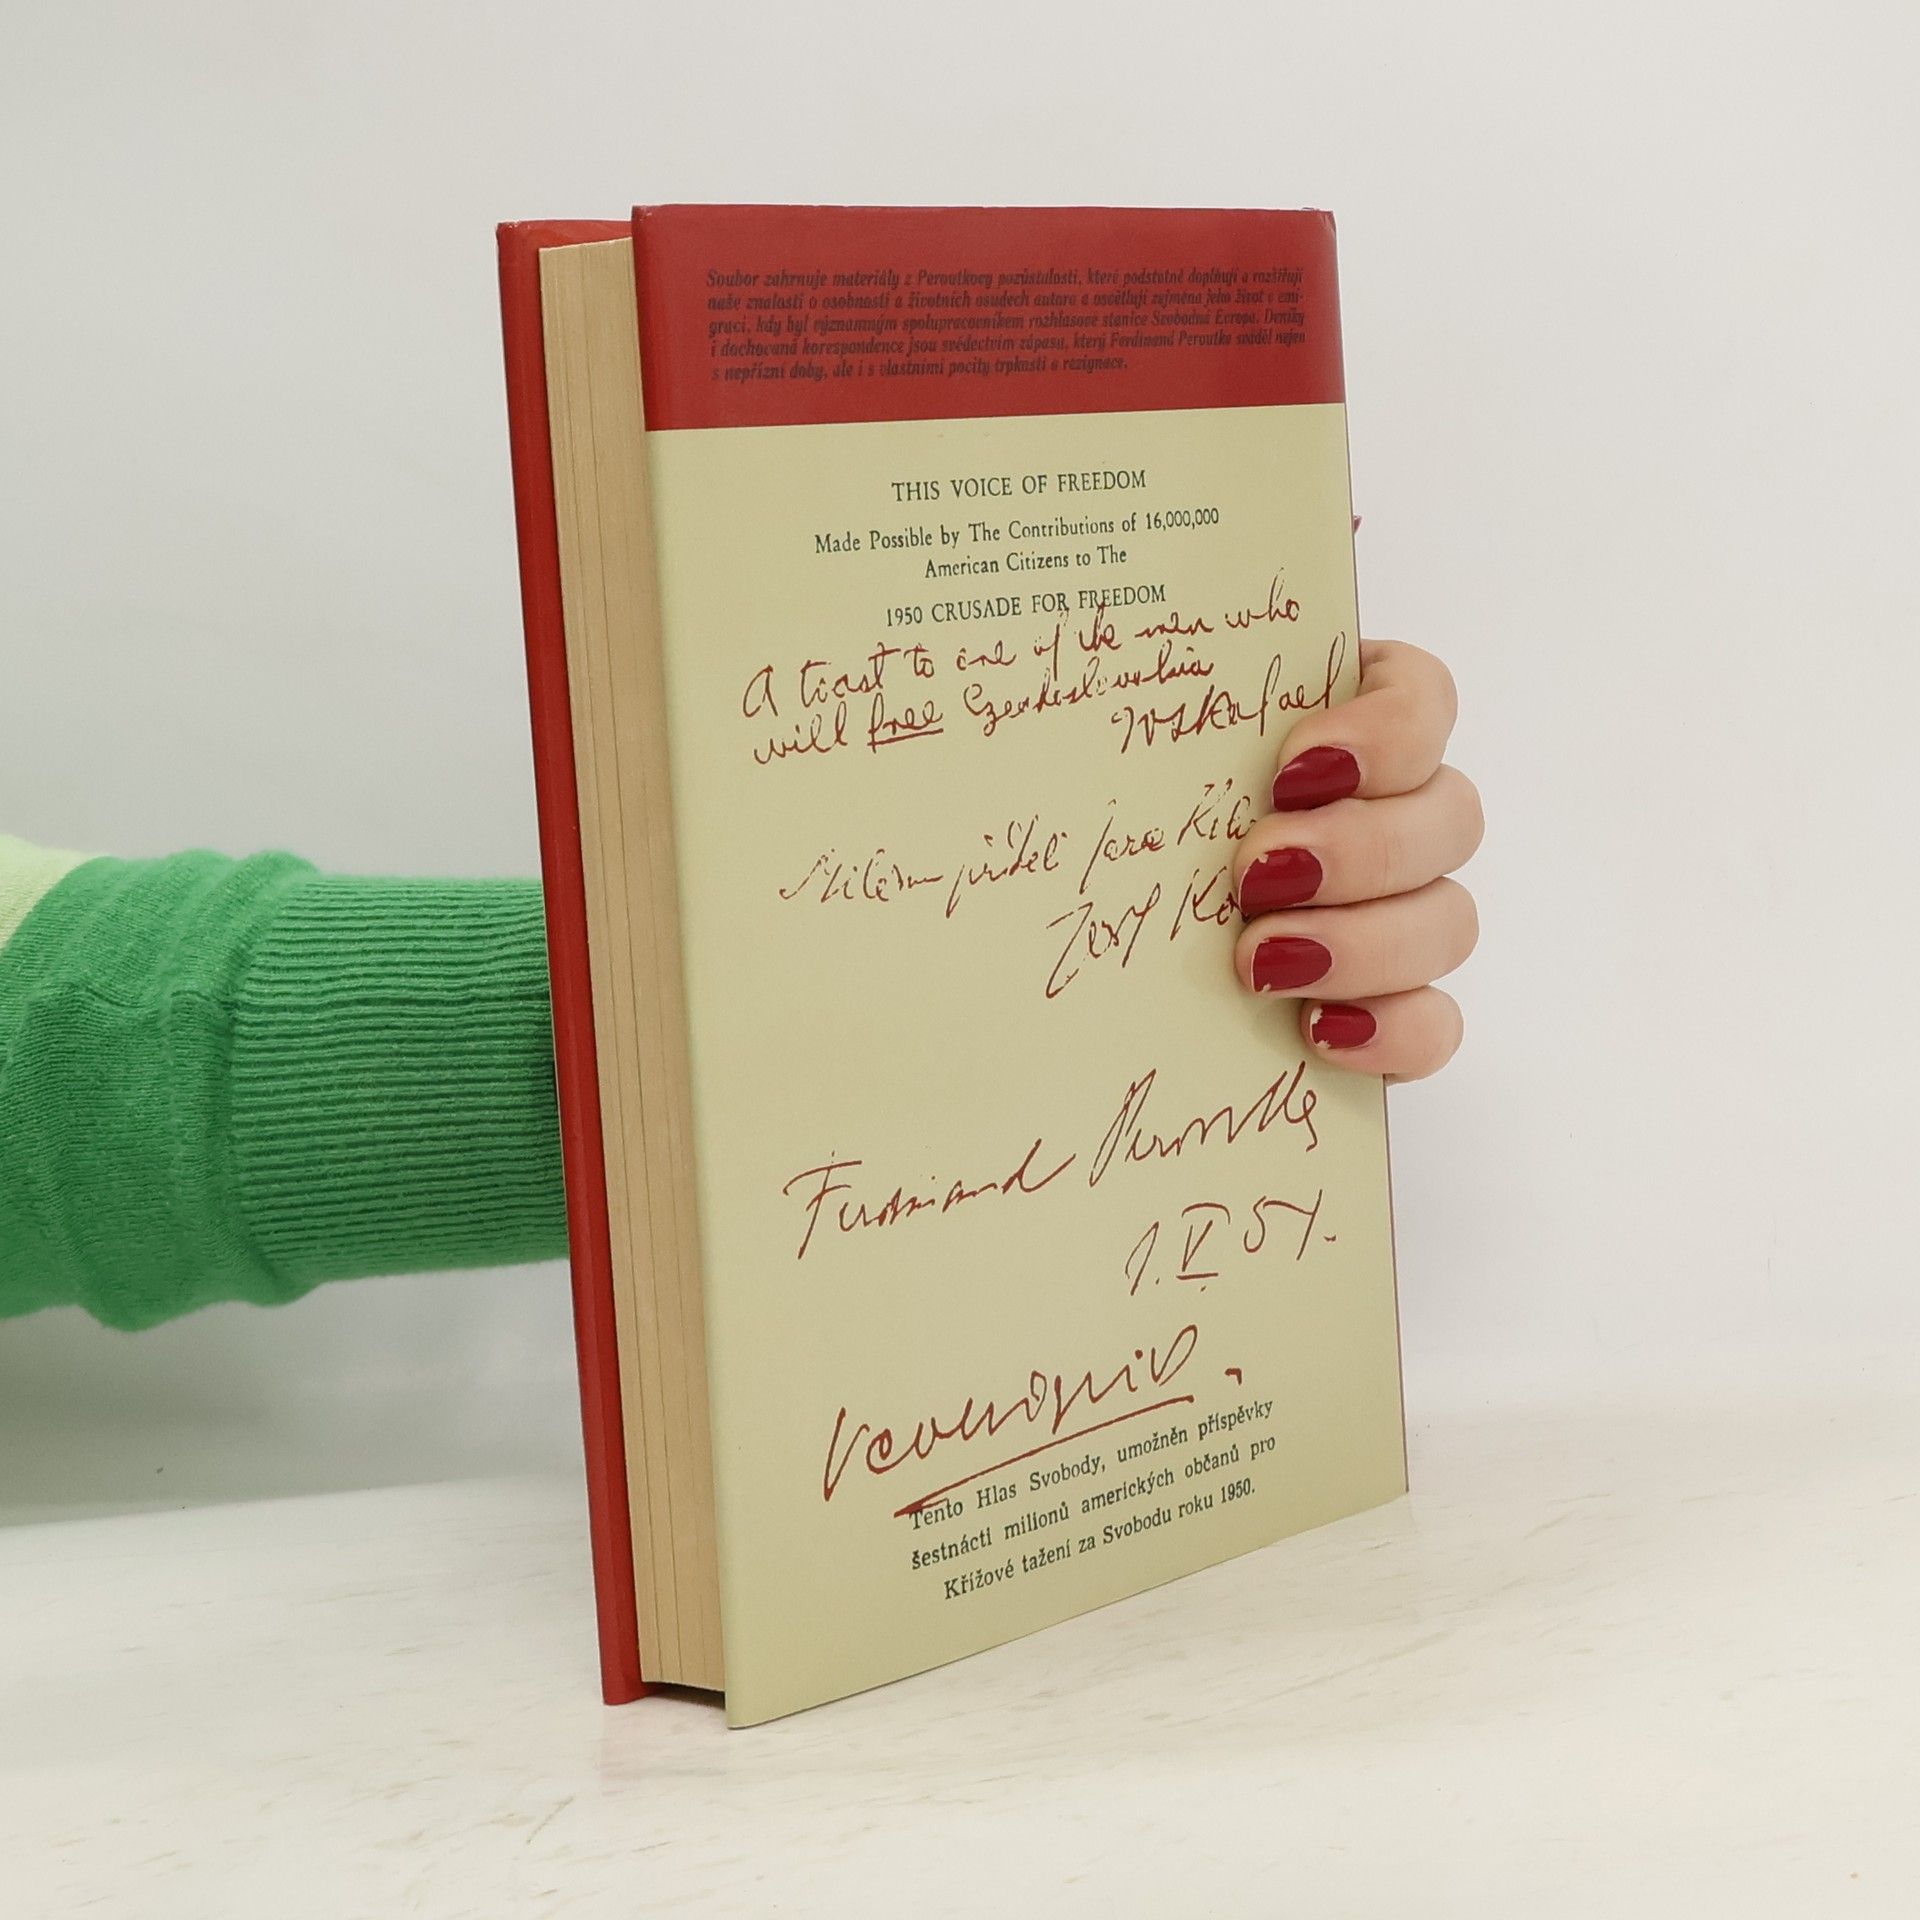 Soubor zahrnuje materiály z Peroutkovy pozůstalosti, které podstatně doplňují a rozšiřují
naše znalosti o osobnosti a životních osudech autora a osvětlují zejména jeho život v emi-
graci, kdy byl významným spolupracovníkem rozhlasové stanice Svobodná Evropa. Deníky
i dochovaná korespondence jsou svědectvím zápasu, který Ferdinand Peroutka sváděl nejen
s nepřízní doby, ale i s vlastními pocity trpkosti a rezignace.
THIS VOICE OF FREEDOM
Made Possible by The Contributions of 16,000,000
American Citizens to The
1950 CRUSADE FOR FREEDOM
A toast to one of the men who
will free Czechoslovakia
Ferdinand Peroutka
1. V 51.
Tento Hlas Svobody, umožněn příspěvky
šestnácti milionů amerických občanů pro
Křížové tažení za Svobodu roku 1950.